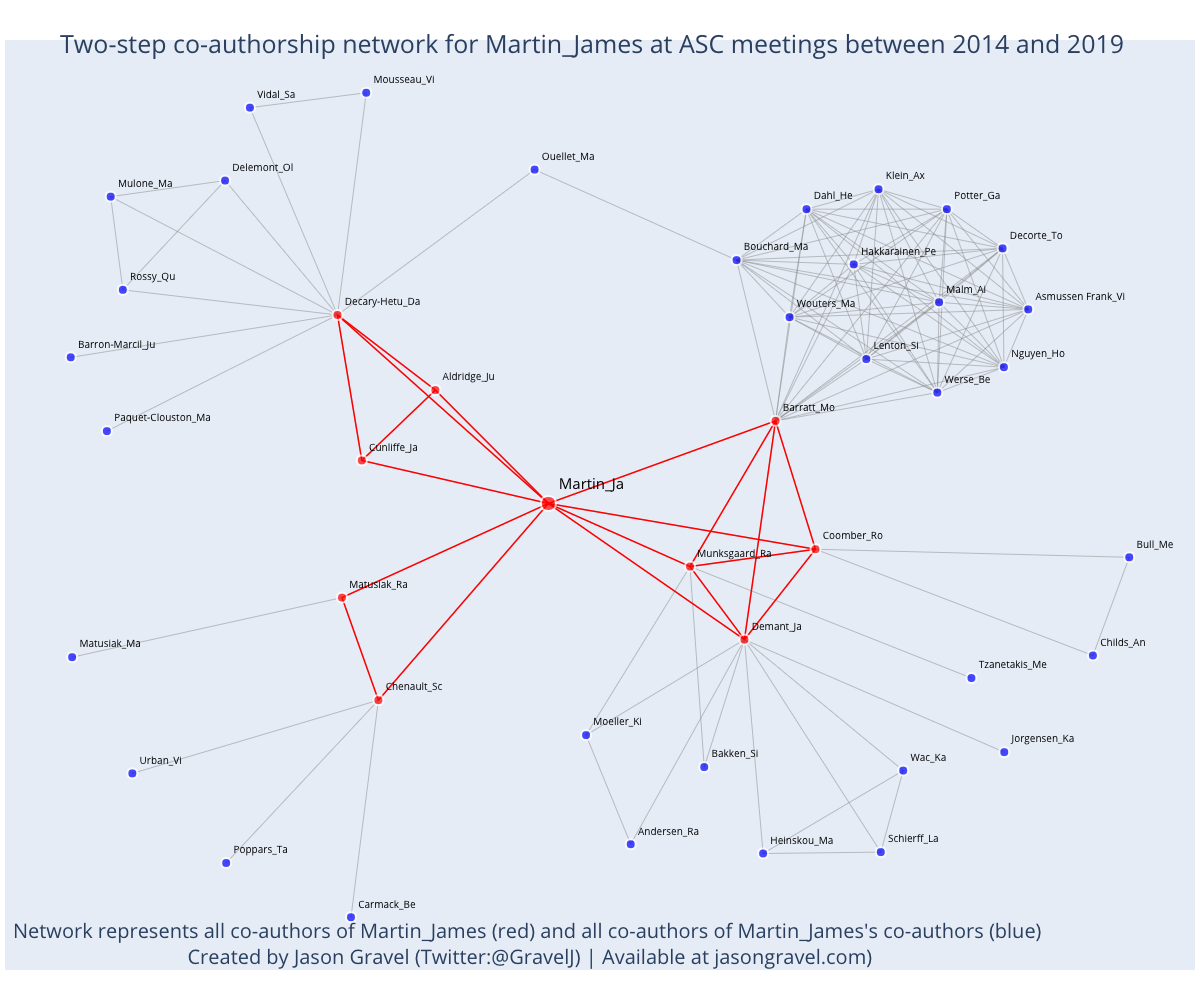 Two-step co-authorship network for Martin_James at ASC meetings between 2014 and 2019
Mousseau_Vi
Vidal_Sa
Ouellet_Ma
Delemont_Ol
Klein_Ax
Mulone_Ma
Dahl_He
Potter_Ga
Decorte_To
Bouchard_Ma
Hakkarainen_Pe
Rossy_Qu
Malm_Ai
Asmussen Frank_Vi
Decary-Hetu_Da
Wouters_Ma
Barron-Marcil_Ju
Lenton_Si
Nguyen_Ho
Aldridge_Ju
Werse_Be
Barratt_Mo
Paquet-Clouston_Ma
Cunliffe_Ja
Martin_Ja
Coomber_Ro
Bull_Me
Munksgaard_Ra
Matusiak_Ra
Demant_Ja
Matusiak_Ma
Childs_An
Tzanetakis_Me
Chenault_Sc
Moeller_Ki
Jorgensen_Ka
Bakken_Si
Wac_Ka
Urban_Vi
Andersen_Ra
Heinskou_Ma
Schierff_La
Poppars_Ta
Carmack_Be
Network represents all co-authors of Martin_James (red) and all co-authors of Martin_James's co-authors (blue)
Created by Jason Gravel (Twitter:@GravelJ) | Available at jasongravel.com)